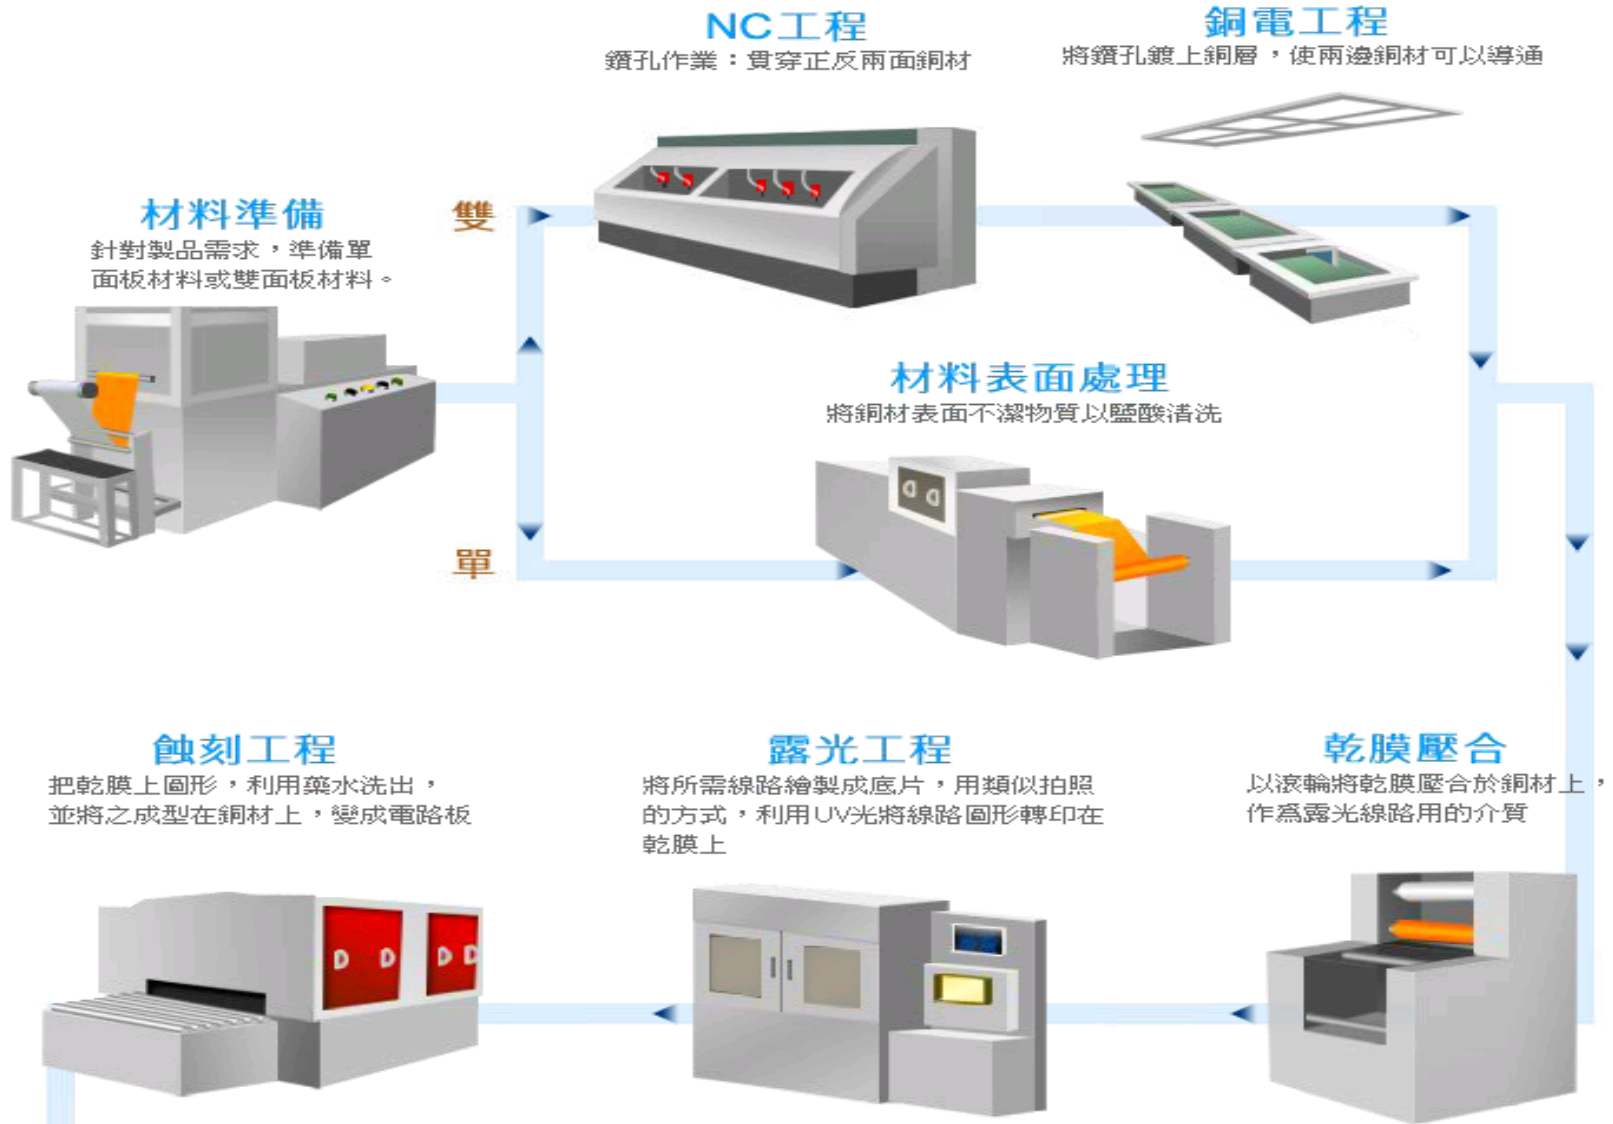 NC工程
鑽孔作業：貫穿正反兩面銅材
銅電工程
將鑽孔鍍上銅層，使兩邊銅材可以導通
材料準備
針對製品需求，準備單
面板材料或雙面板材料。
雙
材料表面處理
將銅材表面不潔物質以鹽酸清洗
單
蝕刻工程
把乾膜上圖形，利用藥水洗出，
並將之成型在銅材上，變成電路板
露光工程
將所需線路繪製成底片，用類似拍照
的方式，利用UV光將線路圖形轉印在
乾膜上
乾膜壓合
以滾輪將乾膜壓合於銅材上，
作為露光線路用的介質